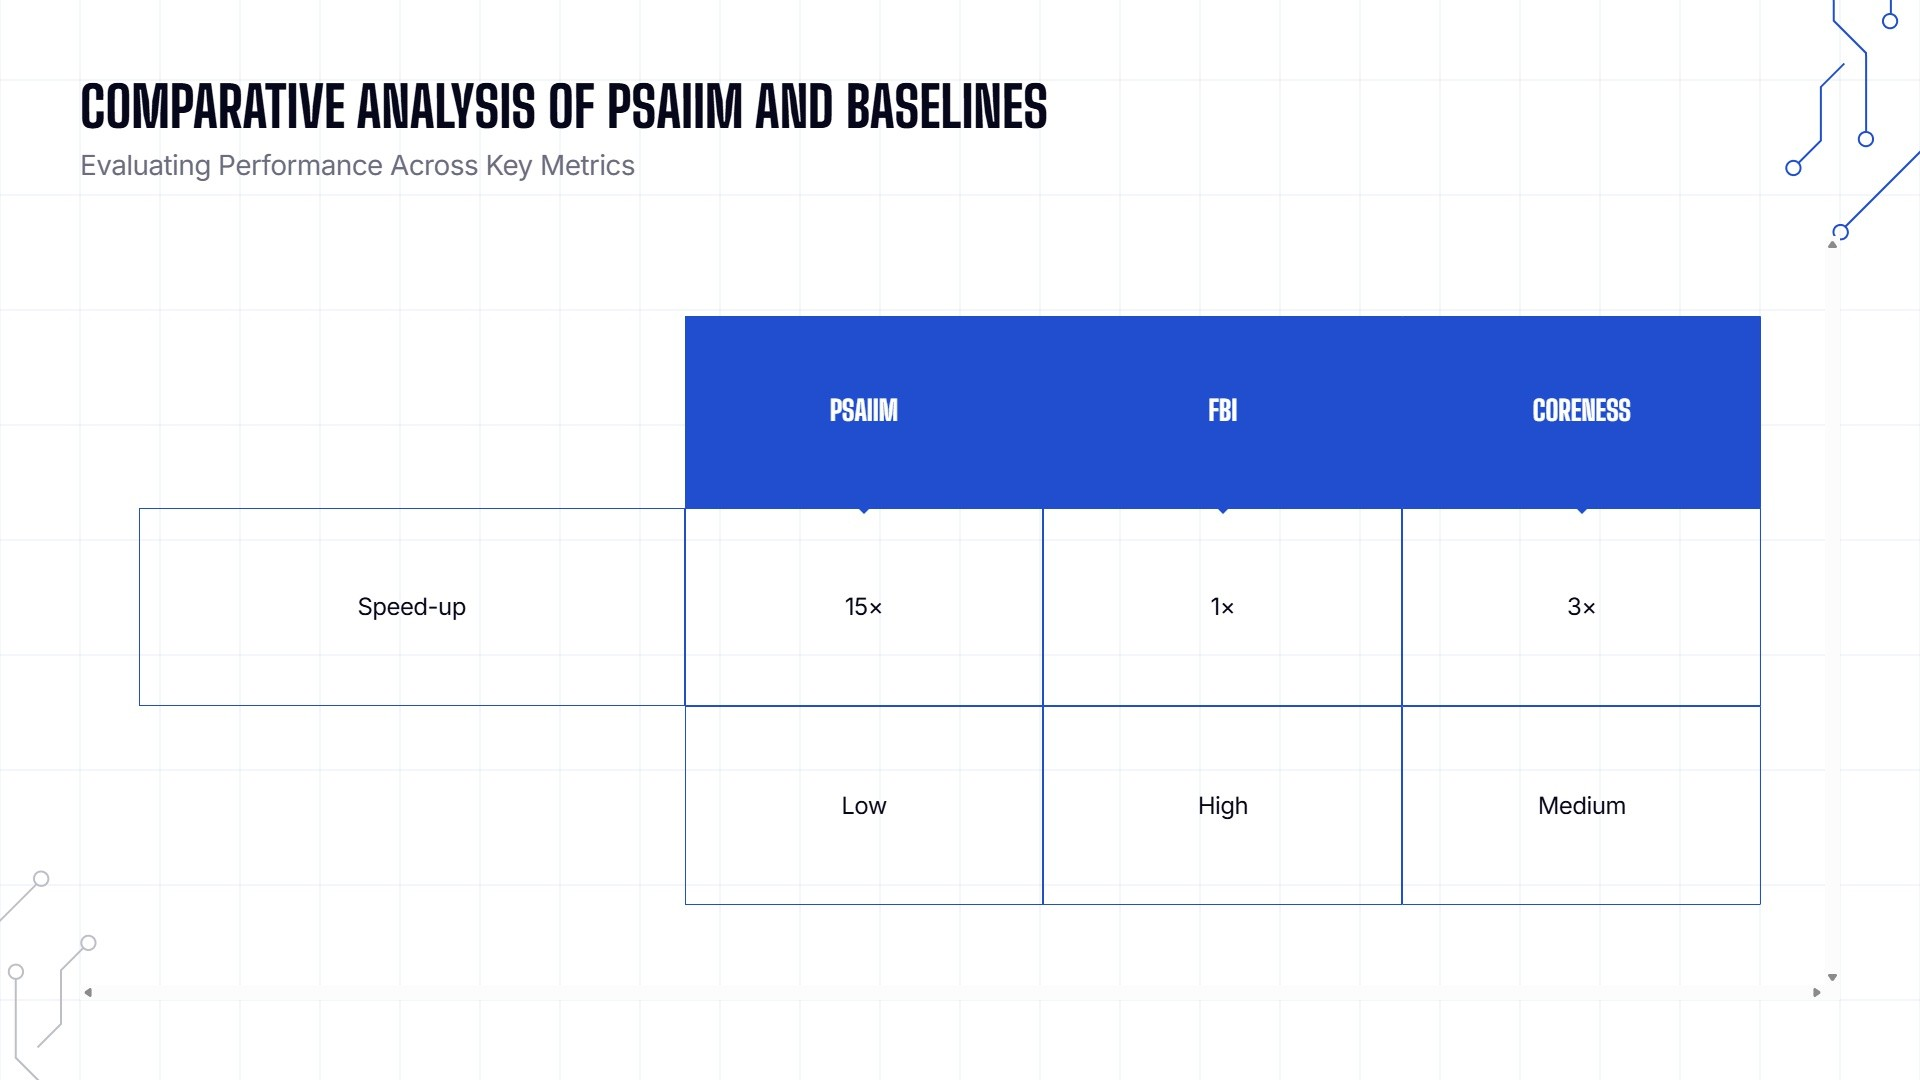 COMPARATIVE ANALYSIS OF PSAIIM AND BASELINES
Evaluating Performance Across Key Metrics
PSAIIM FBI CORENESS
Speed-up 15× 1× 3×
Low High Medium